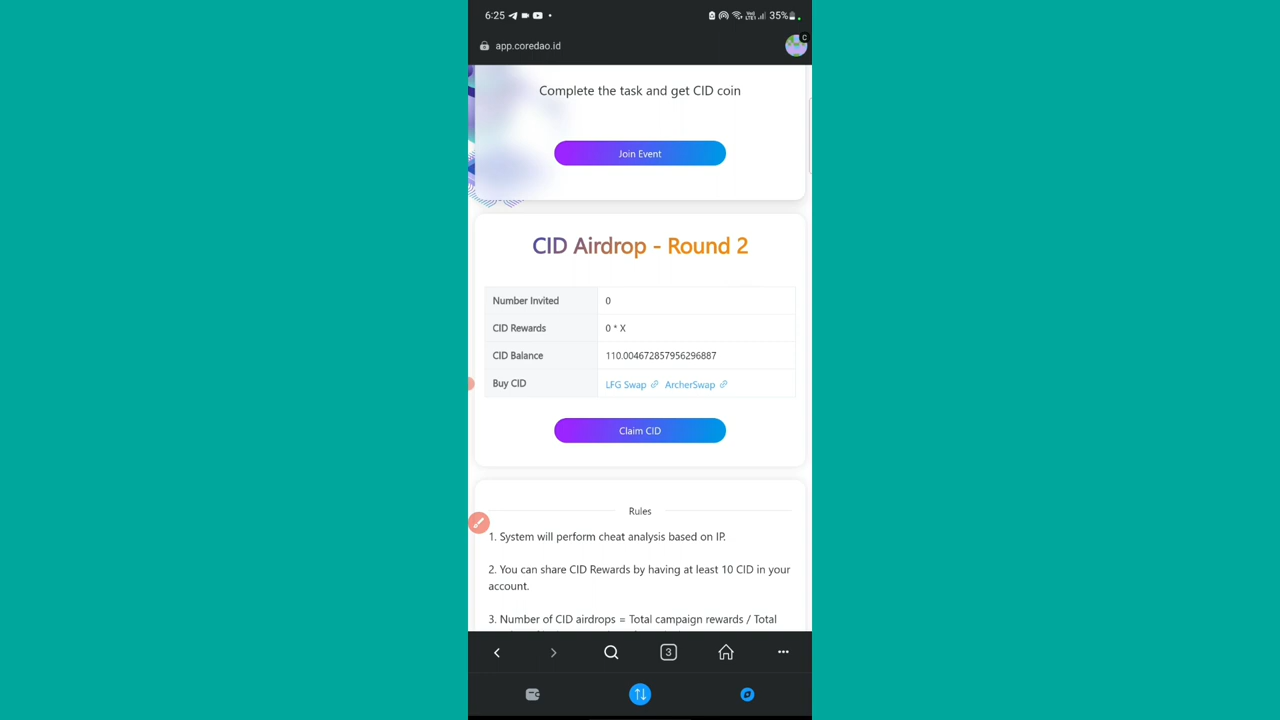 6:25
35%
app.coredao.id
C
Complete the task and get CID coin
Join Event
CID Airdrop - Round 2
Number Invited 0
CID Rewards 0 * X
CID Balance 110.004672857956296887
Buy CID LFG Swap ArcherSwap
Claim CID
Rules
1. System will perform cheat analysis based on IP.
2. You can share CID Rewards by having at least 10 CID in your
account.
3. Number of CID airdrops = Total campaign rewards / Total
3